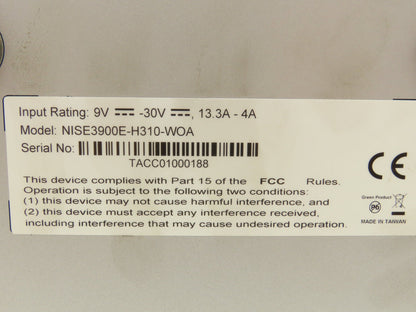 Input Rating: 9V ⎓ -30V ⎓, 13.3A - 4A
Model: NISE3900E-H310-WOA
Serial No:
TACC01000188
This device complies with Part 15 of the FCC Rules.
Operation is subject to the following two conditions:
(1) this device may not cause harmful interference, and
(2) this device must accept any interference received,
including interference that may cause undesired operation.
CE
Green Product
MADE IN TAIWAN